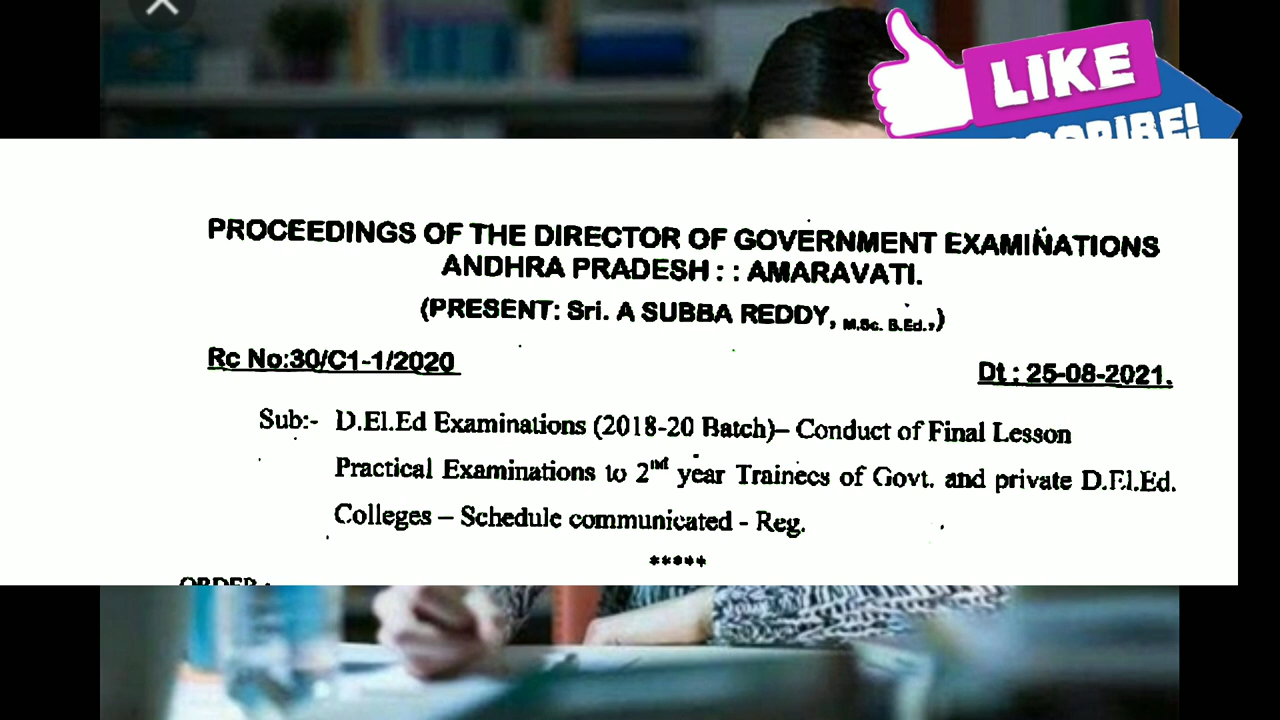 LIKE
PROCEEDINGS OF THE DIRECTOR OF GOVERNMENT EXAMINATIONS
ANDHRA PRADESH : : AMARAVATI.
(PRESENT: Sri. A SUBBA REDDY, M.Sc. B.Ed.,)
Rc No:30/C1-1/2020
Dt : 25-08-2021.
Sub:- D.El.Ed Examinations (2018-20 Batch)– Conduct of Final Lesson
Practical Examinations to 2nd year Trainees of Govt. and private D.El.Ed.
Colleges – Schedule communicated - Reg.
*****
ORDER :